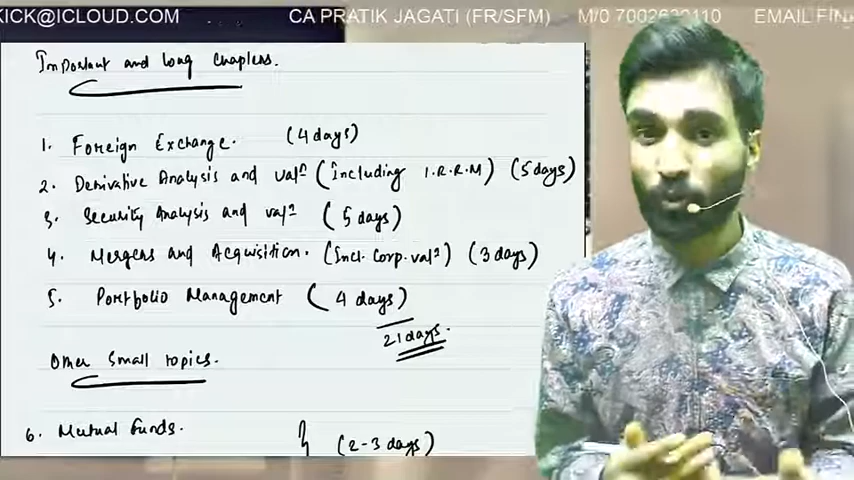 KICK@ICLOUD.COM CA PRATIK JAGATI (FR/SFM) M/0 EMAIL
Important and long chapters.
1. Foreign Exchange. (4 days)
2. Derivative Analysis and valⁿ (Including I.R.R.M) (5 days)
3. Security Analysis and valⁿ (5 days)
4. Mergers and Acquisition. (Incl. Corp. valⁿ) (3 days)
5. Portfolio Management (4 days)
21 days.
Other Small topics.
6. Mutual funds. (2-3 days)